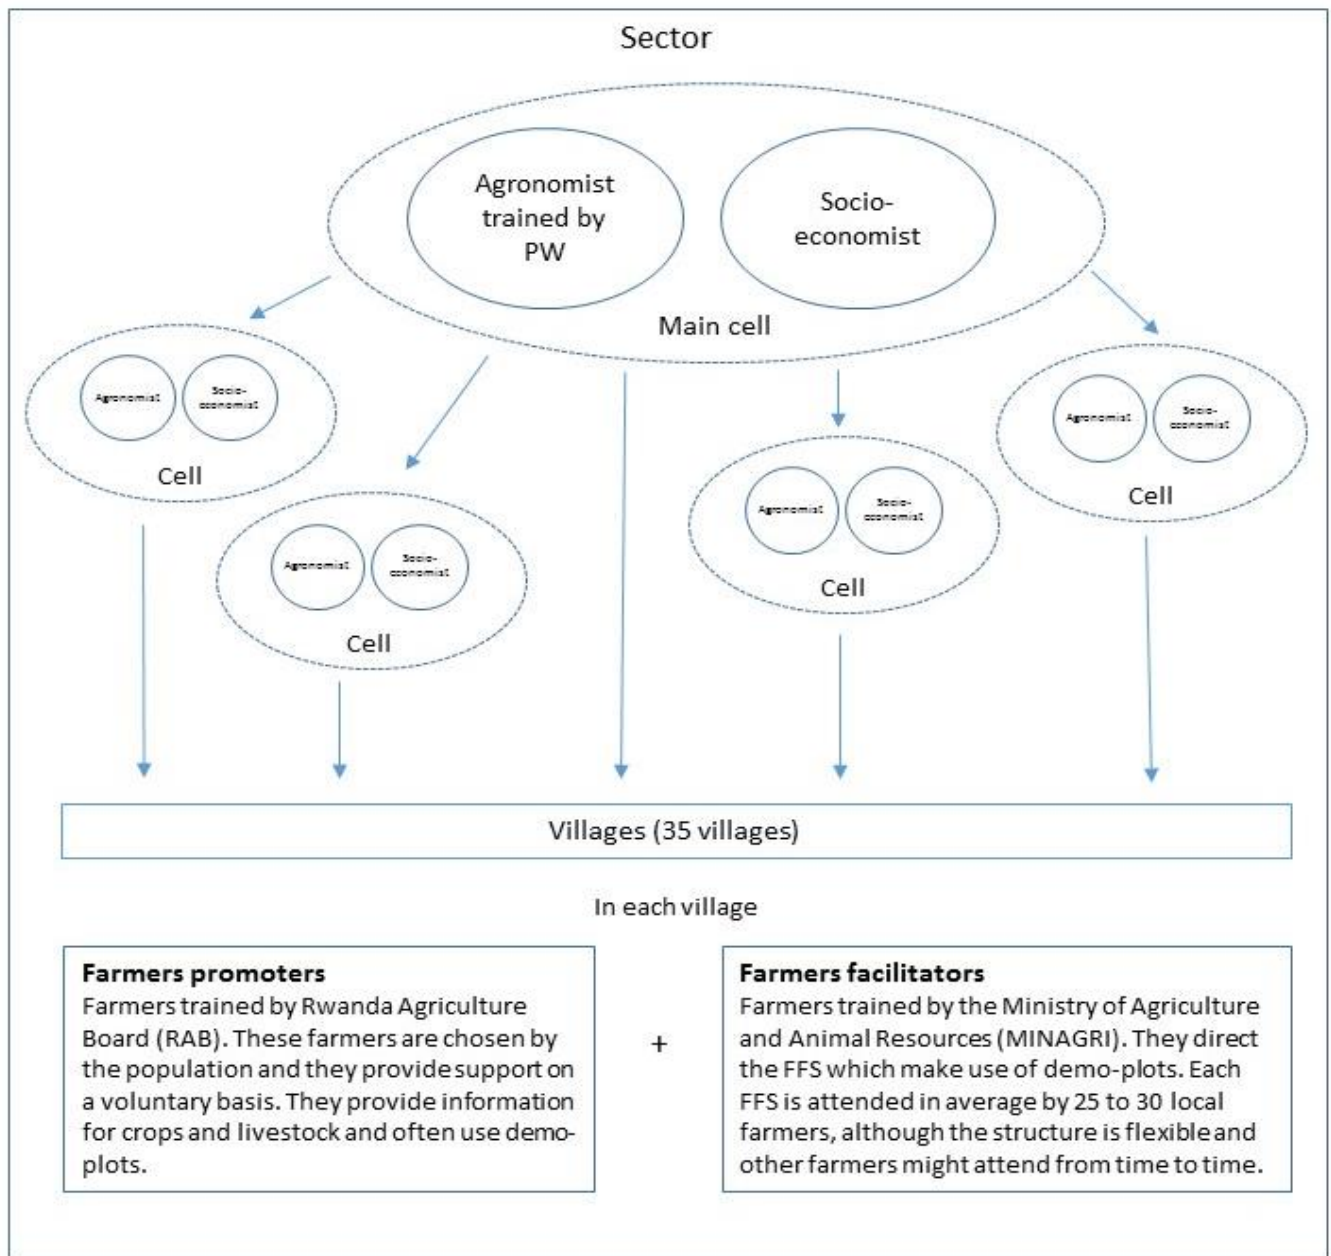 Sector
Agronomist
trained by
PW
Socio-
economist
Main cell
Agronomist
Socio-
economist
Cell
Agronomist
Socio-
economist
Cell
Agronomist
Socio-
economist
Cell
Agronomist
Socio-
economist
Cell
Villages (35 villages)
In each village
Farmers promoters
Farmers trained by Rwanda Agriculture
Board (RAB). These farmers are chosen by
the population and they provide support on
a voluntary basis. They provide information
for crops and livestock and often use demo-
plots.
+
Farmers facilitators
Farmers trained by the Ministry of Agriculture
and Animal Resources (MINAGRI). They direct
the FFS which make use of demo-plots. Each
FFS is attended in average by 25 to 30 local
farmers, although the structure is flexible and
other farmers might attend from time to time.